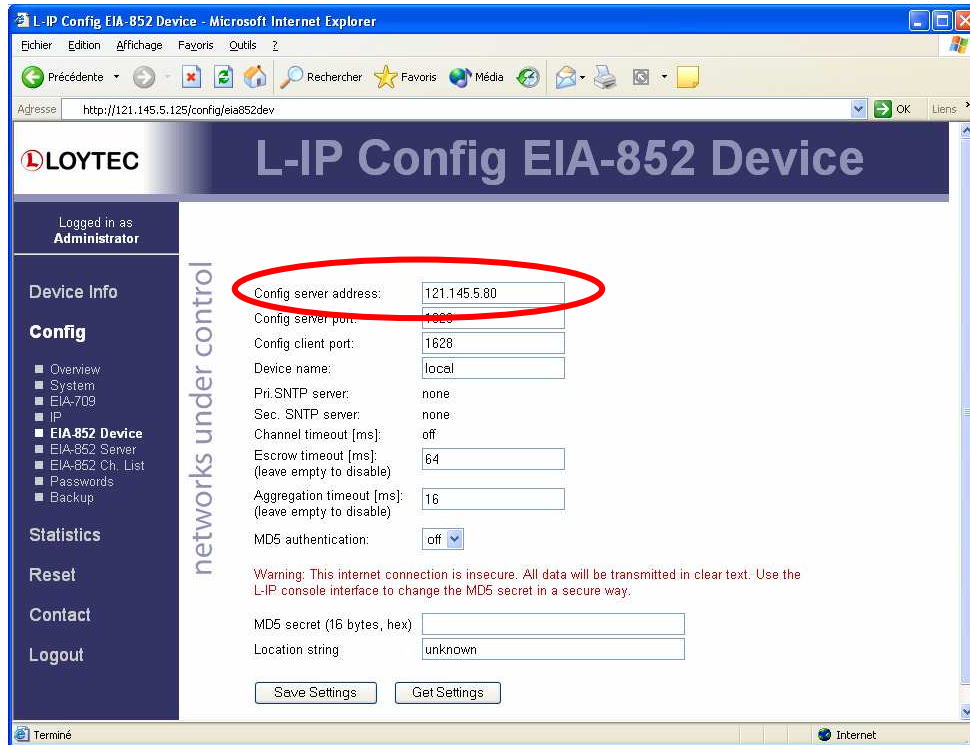 L-IP Config EIA-852 Device - Microsoft Internet Explorer
Eichier Edition Affichage Favoris Outils ?
Précédente Rechercher Favoris Média
Adresse http://121.145.5.125/config/eia852dev OK Liens
LOYTEC
L-IP Config EIA-852 Device
Logged in as
Administrator
Device Info
Config
Overview
System
EIA-709
IP
EIA-852 Device
EIA-852 Server
EIA-852 Ch. List
Passwords
Backup
Statistics
Reset
Contact
Logout
networks under control
Config server address: 121.145.5.80
Config server port:
Config client port: 1628
Device name: local
Pri.SNTP server: none
Sec. SNTP server: none
Channel timeout [ms]: off
Escrow timeout [ms]: 64
(leave empty to disable)
Aggregation timeout [ms]: 16
(leave empty to disable)
MD5 authentication: off
Warning: This internet connection is insecure. All data will be transmitted in clear text. Use the
L-IP console interface to change the MD5 secret in a secure way.
MD5 secret (16 bytes, hex)
Location string unknown
Save Settings Get Settings
Terminé Internet